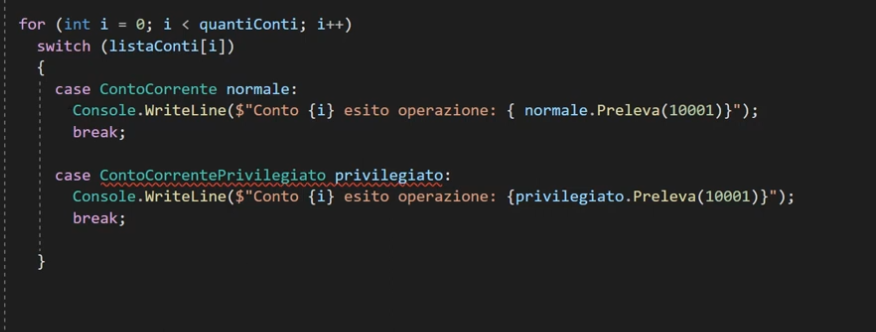 for (int i = 0; i < quantiConti; i++)
switch (listaConti[i])
{
case ContoCorrente normale:
Console.WriteLine($"Conto {i} esito operazione: { normale.Preleva(10001)}");
break;
case ContoCorrentePrivilegiato privilegiato:
Console.WriteLine($"Conto {i} esito operazione: {privilegiato.Preleva(10001)}");
break;
}